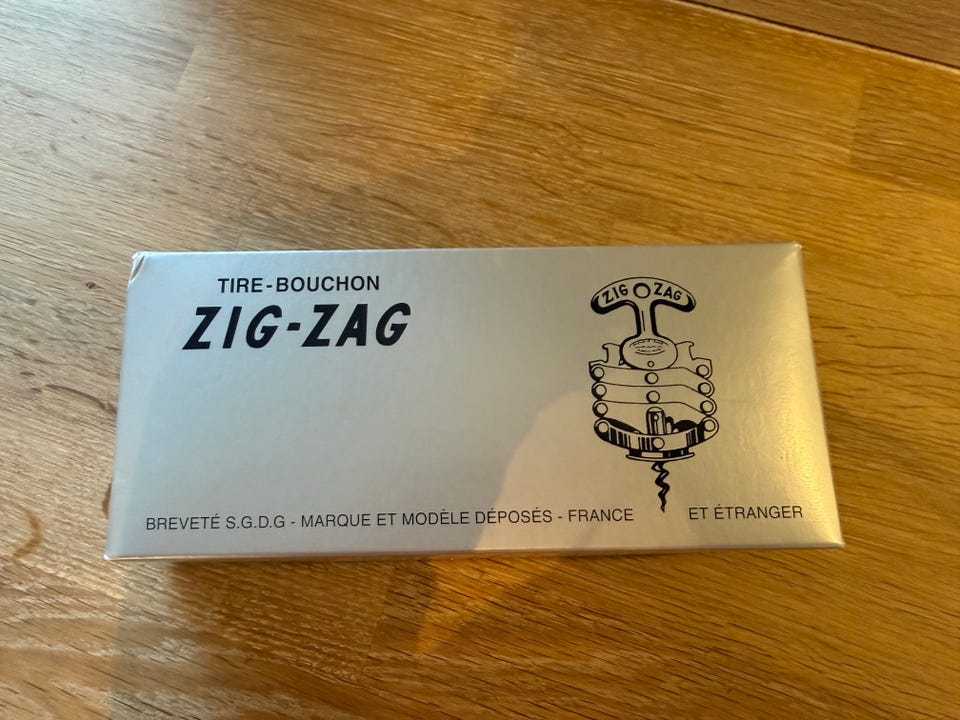 TIRE-BOUCHON
ZIG-ZAG
ZIG ZAG
BREVETÉ S.G.D.G - MARQUE ET MODÈLE DÉPOSÉS - FRANCE ET ÉTRANGER